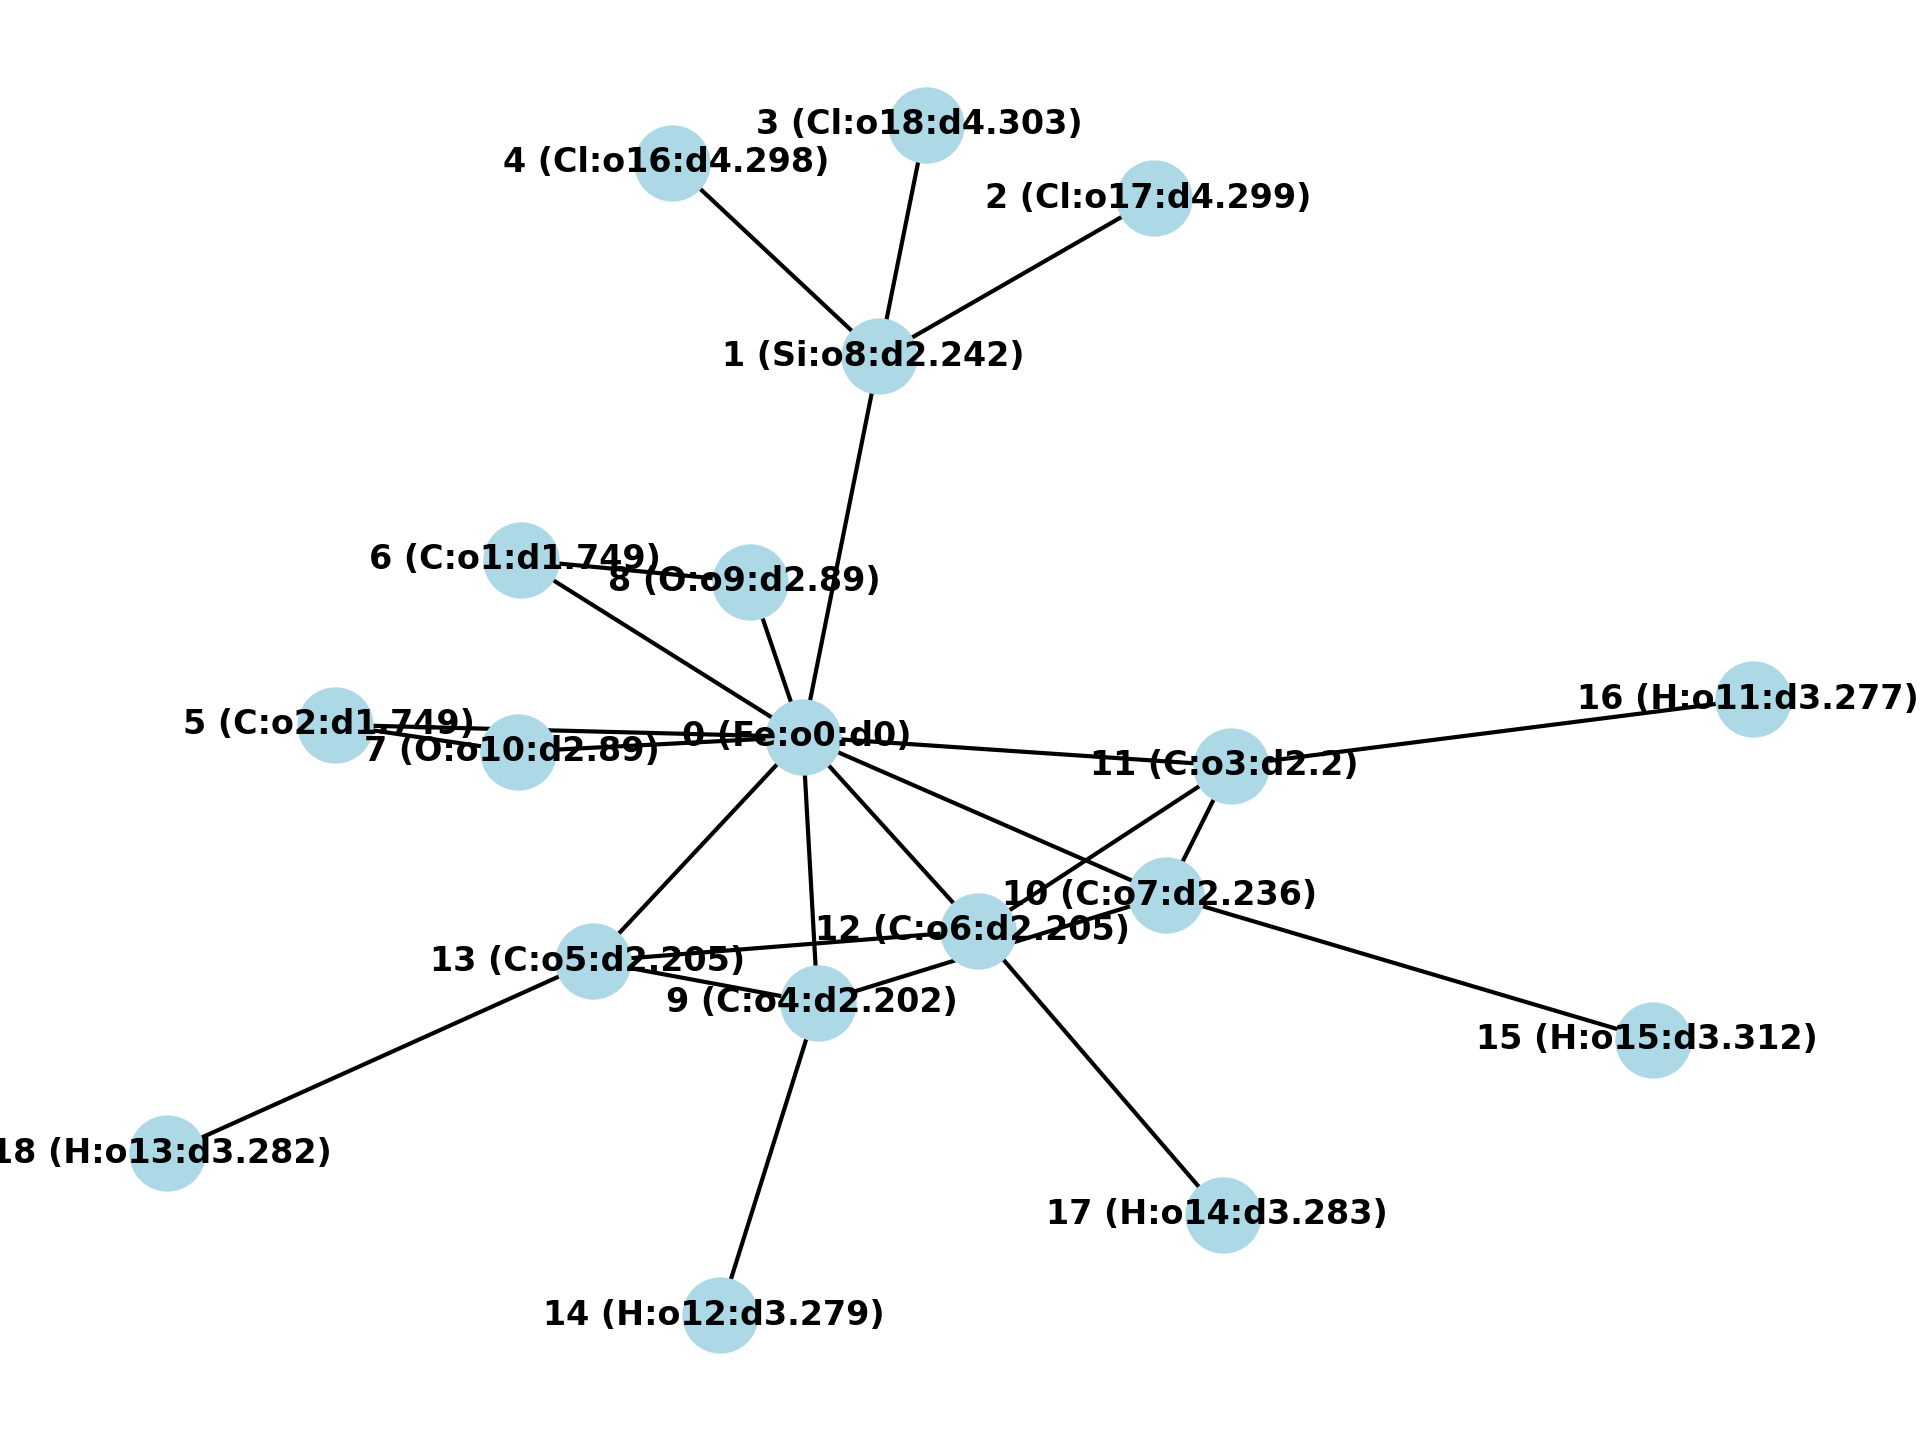 3 (Cl:o18:d4.303)
4 (Cl:o16:d4.298)
2 (Cl:o17:d4.299)
1 (Si:o8:d2.242)
6 (C:o1:d1.749)
8 (O:o9:d2.89)
16 (H:o11:d3.277)
5 (C:o2:d1.749)
0 (Fe:o0:d0)
7 (O:o10:d2.89)
11 (C:o3:d2.2)
10 (C:o7:d2.236)
12 (C:o6:d2.205)
13 (C:o5:d2.205)
9 (C:o4:d2.202)
15 (H:o15:d3.312)
18 (H:o13:d3.282)
17 (H:o14:d3.283)
14 (H:o12:d3.279)